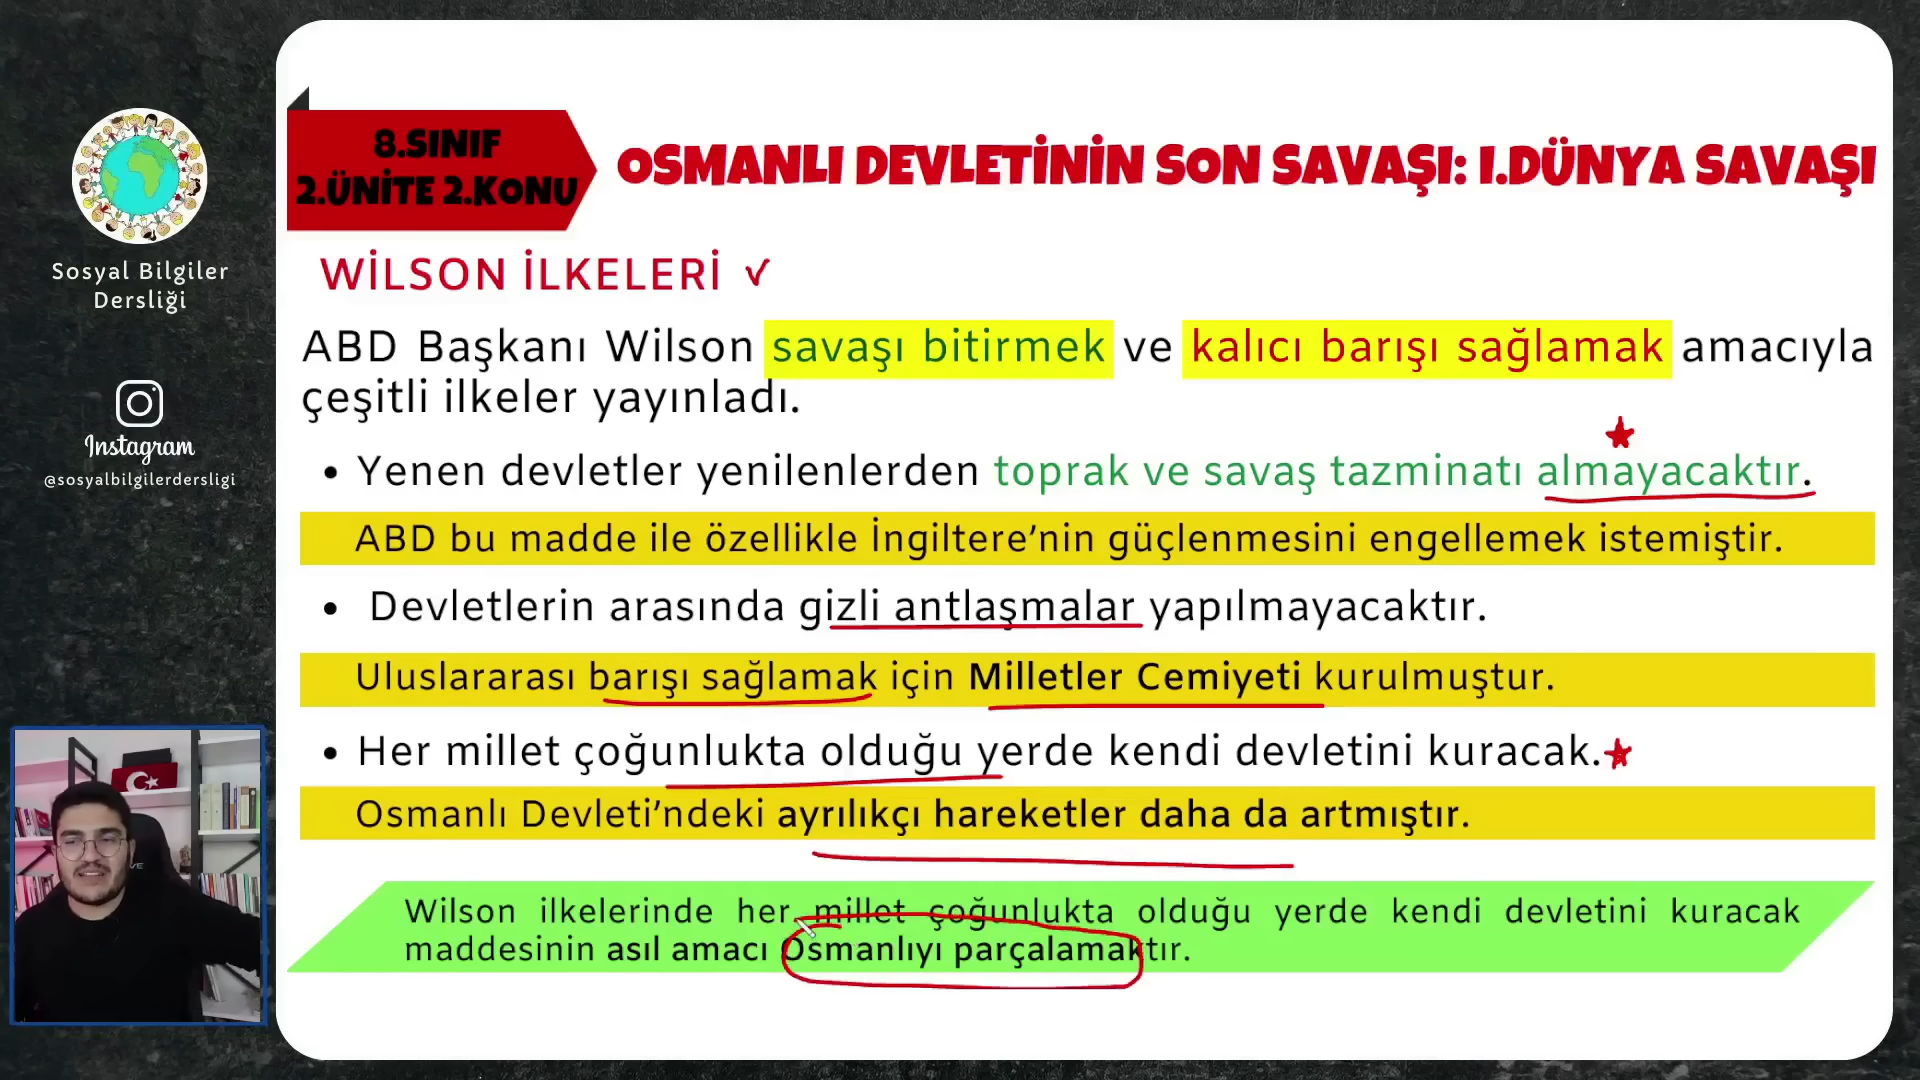 8.SINIF
2.ÜNİTE 2.KONU
OSMANLI DEVLETİNİN SON SAVAŞI: I.DÜNYA SAVAŞI
Sosyal Bilgiler
Dersliği
Instagram
@sosyalbilgilerdersligi
WİLSON İLKELERİ
ABD Başkanı Wilson savaşı bitirmek ve kalıcı barışı sağlamak amacıyla
çeşitli ilkeler yayınladı.
• Yenen devletler yenilenlerden toprak ve savaş tazminatı almayacaktır.
ABD bu madde ile özellikle İngiltere’nin güçlenmesini engellemek istemiştir.
• Devletlerin arasında gizli antlaşmalar yapılmayacaktır.
Uluslararası barışı sağlamak için Milletler Cemiyeti kurulmuştur.
• Her millet çoğunlukta olduğu yerde kendi devletini kuracak.
Osmanlı Devleti’ndeki ayrılıkçı hareketler daha da artmıştır.
Wilson ilkelerinde her millet çoğunlukta olduğu yerde kendi devletini kuracak
maddesinin asıl amacı Osmanlıyı parçalamaktır.